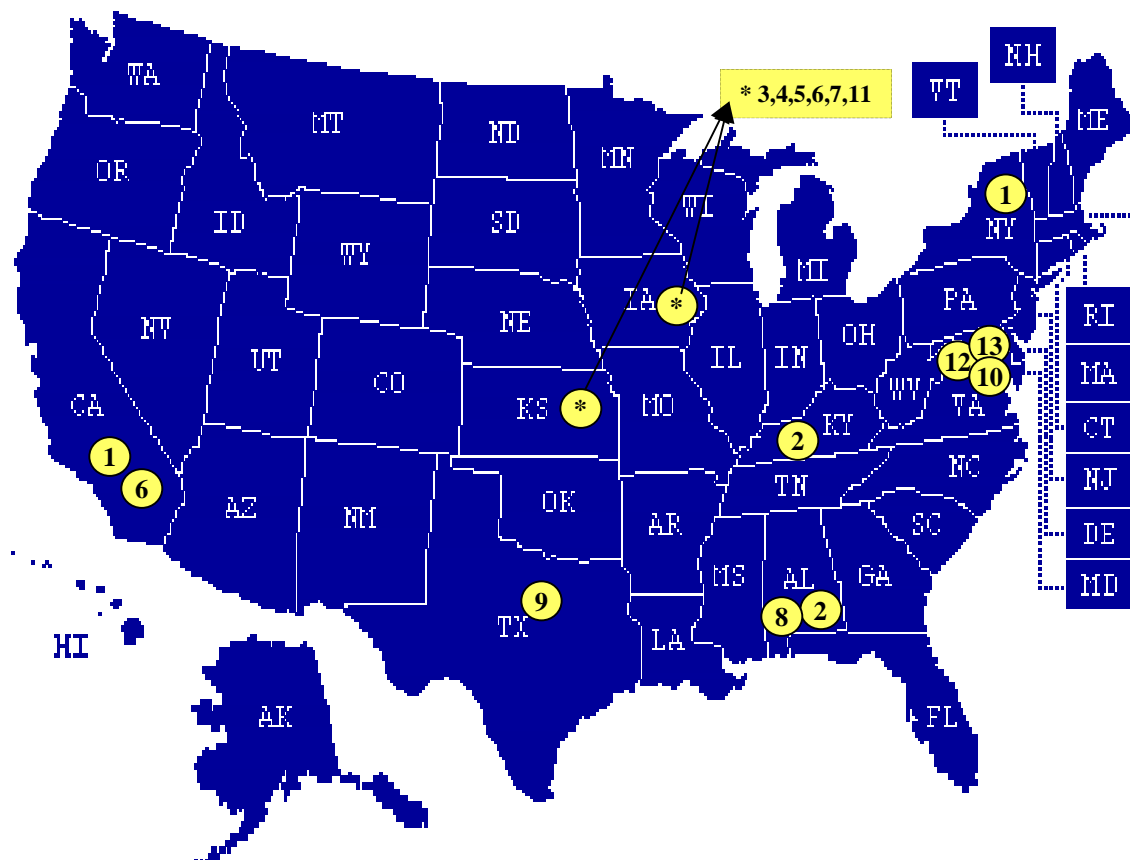 NH
VT
* 3,4,5,6,7,11
WA
MT
ND
MN
ME
OR
ID
SD
WI
1
NY
WY
MI
IA
*
PA
NV
NE
RI
UT
CO
IL
IN
OH
13
12
10
MA
CA
KS
*
MO
WV
VA
KY
2
CT
1
6
AZ
NM
OK
AR
TN
NC
NJ
SC
DE
MS
AL
GA
MD
9
TX
8
2
LA
HI
AK
FL